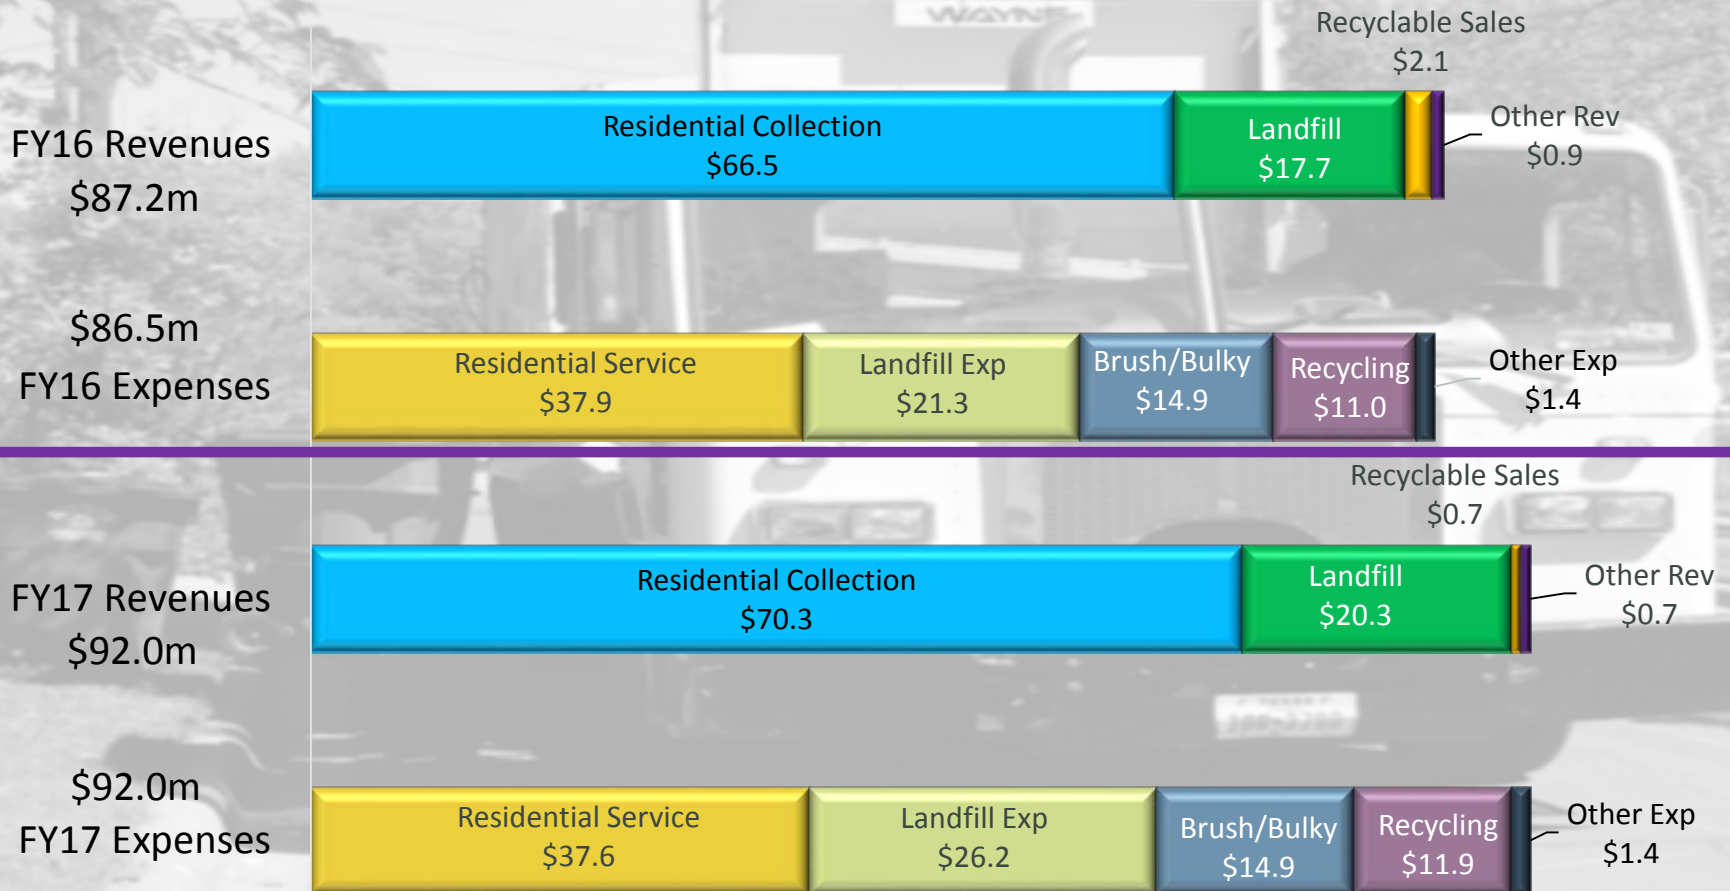 WAYNE
Recyclable Sales
$2.1
FY16 Revenues
$87.2m
Residential Collection
$66.5
Landfill
$17.7
Other Rev
$0.9
$86.5m
FY16 Expenses
Residential Service
$37.9
Landfill Exp
$21.3
Brush/Bulky
$14.9
Recycling
$11.0
Other Exp
$1.4
Recyclable Sales
$0.7
FY17 Revenues
$92.0m
Residential Collection
$70.3
Landfill
$20.3
Other Rev
$0.7
$92.0m
FY17 Expenses
Residential Service
$37.6
Landfill Exp
$26.2
Brush/Bulky
$14.9
Recycling
$11.9
Other Exp
$1.4